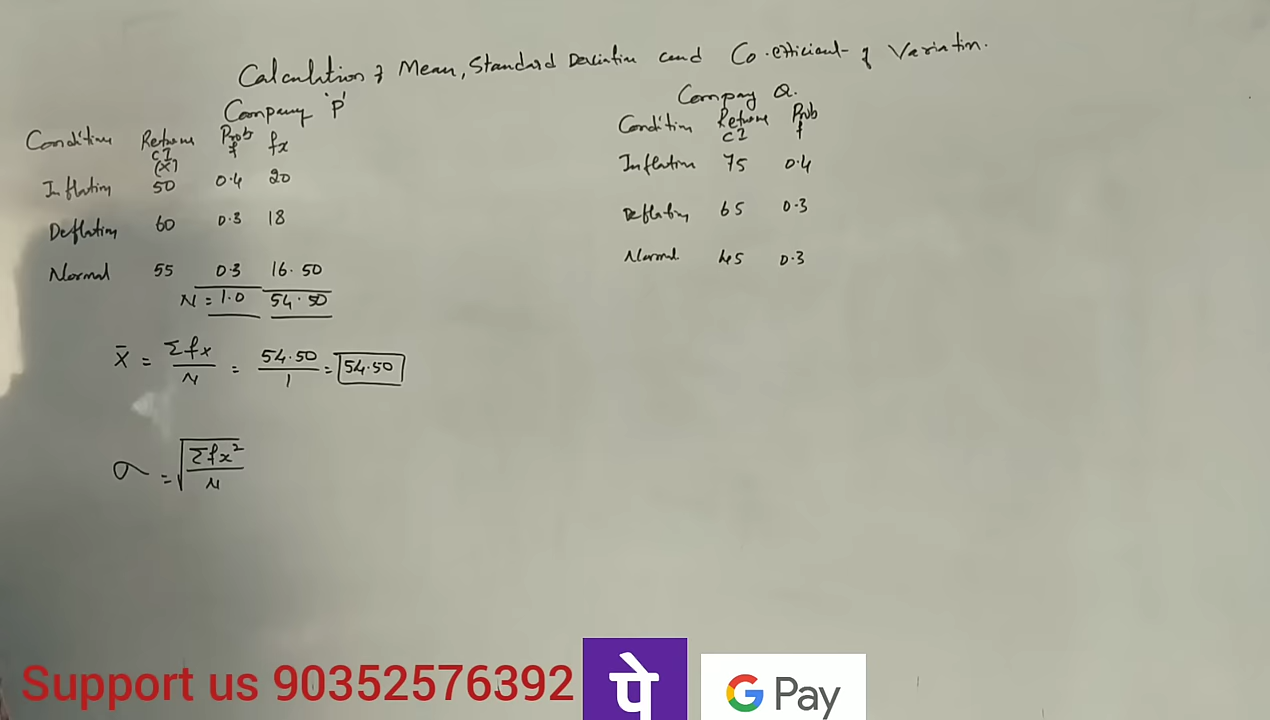 Calculation of Mean, Standard Deviation and Co-efficient of Variation.
Company 'P'
Condition Returns Prob fx
(X) f
Inflation 50 0.4 20
Deflation 60 0.3 18
Normal 55 0.3 16.50
N = 1.0 54.50
X̄ = Σfx / N = 54.50 / 1 = 54.50
σ = √Σfx² / N
Company Q.
Condition Returns Prob
f
Inflation 75 0.4
Deflation 65 0.3
Normal 45 0.3
Support us 90352576392
पे
G Pay